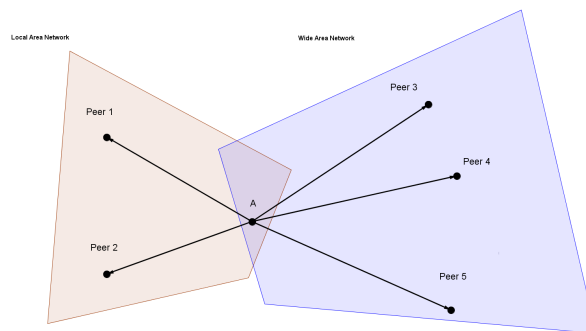 Local Area Network
Wide Area Network
Peer 1
Peer 3
Peer 4
A
Peer 2
Peer 5